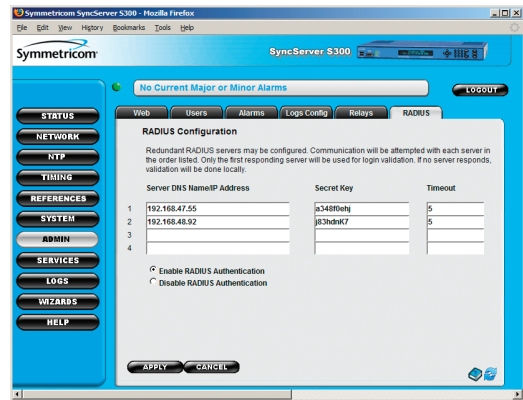 Symmetricom SyncServer S300 - Mozilla Firefox
File Edit View History Bookmarks Tools Help
Symmetricom
SyncServer S300
No Current Major or Minor Alarms
LOGOUT
STATUS
NETWORK
NTP
TIMING
REFERENCES
SYSTEM
ADMIN
SERVICES
LOGS
WIZARDS
HELP
Web Users Alarms Logs Config Relays RADIUS
RADIUS Configuration
Redundant RADIUS servers may be configured. Communication will be attempted with each server in
the order listed. Only the first responding server will be used for login validation. If no server responds,
validation will be done locally.
Server DNS Name/IP Address Secret Key Timeout
1 192.168.47.55 a348f0ehj 5
2 192.168.48.92 j83hdnK7 5
3
4
Enable RADIUS Authentication
Disable RADIUS Authentication
APPLY CANCEL